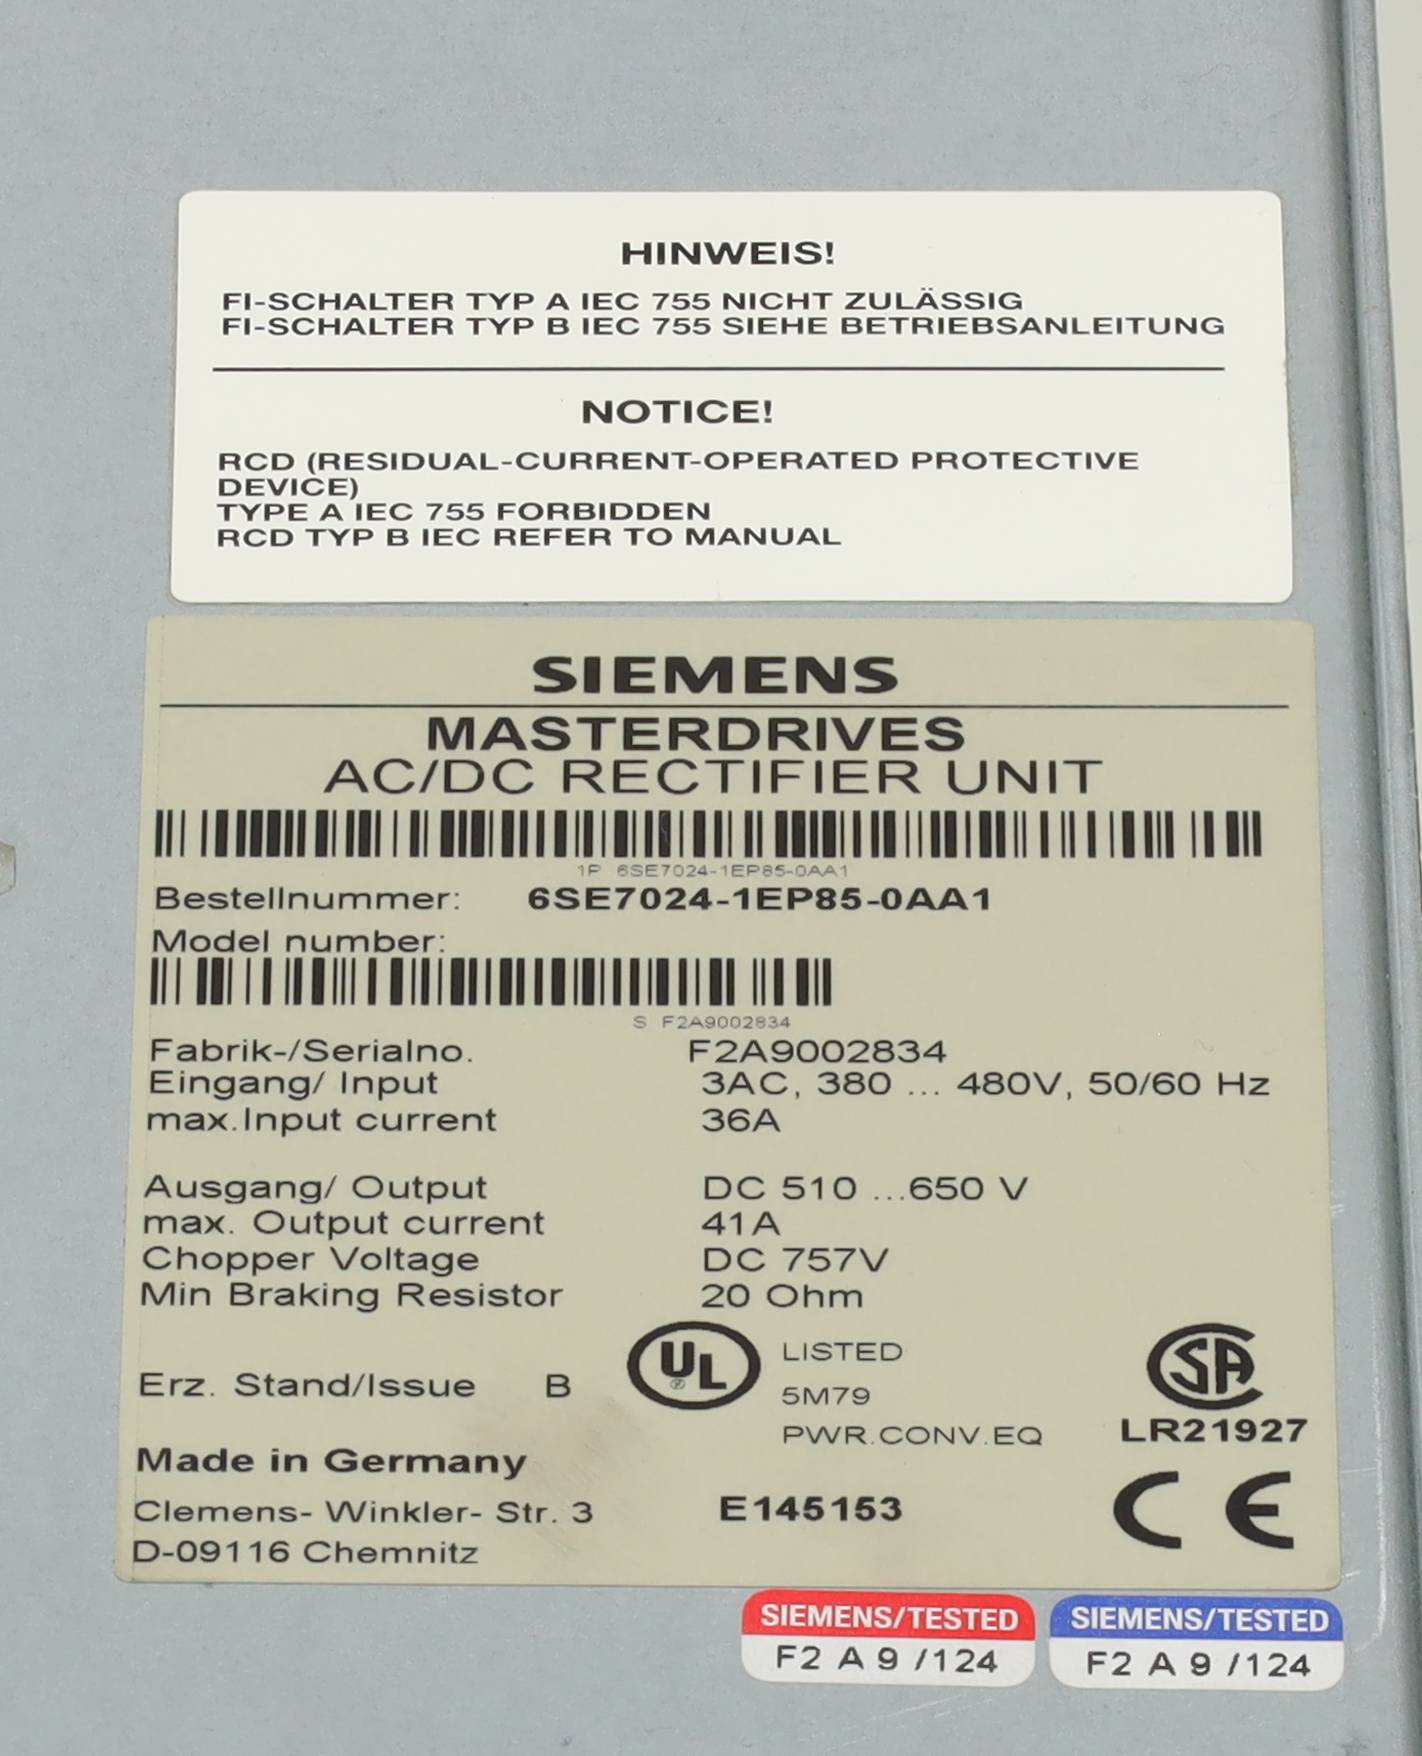 HINWEIS!
FI-SCHALTER TYP A IEC 755 NICHT ZULÄSSIG
FI-SCHALTER TYP B IEC 755 SIEHE BETRIEBSANLEITUNG
NOTICE!
RCD (RESIDUAL-CURRENT-OPERATED PROTECTIVE
DEVICE)
TYPE A IEC 755 FORBIDDEN
RCD TYP B IEC REFER TO MANUAL
SIEMENS
MASTERDRIVES
AC/DC RECTIFIER UNIT
1P 6SE7024-1EP85-0AA1
Bestellnummer: 6SE7024-1EP85-0AA1
Model number:
S F2A9002834
Fabrik-/Serialno. F2A9002834
Eingang/ Input 3AC, 380 ... 480V, 50/60 Hz
max.Input current 36A
Ausgang/ Output DC 510 ...650 V
max. Output current 41A
Chopper Voltage DC 757V
Min Braking Resistor 20 Ohm
Erz. Stand/Issue B
UL ® LISTED
5M79
PWR.CONV.EQ
SA
LR21927
Made in Germany
Clemens- Winkler- Str. 3 E145153
D-09116 Chemnitz
CE
SIEMENS/TESTED
F2 A 9 /124
SIEMENS/TESTED
F2 A 9 /124